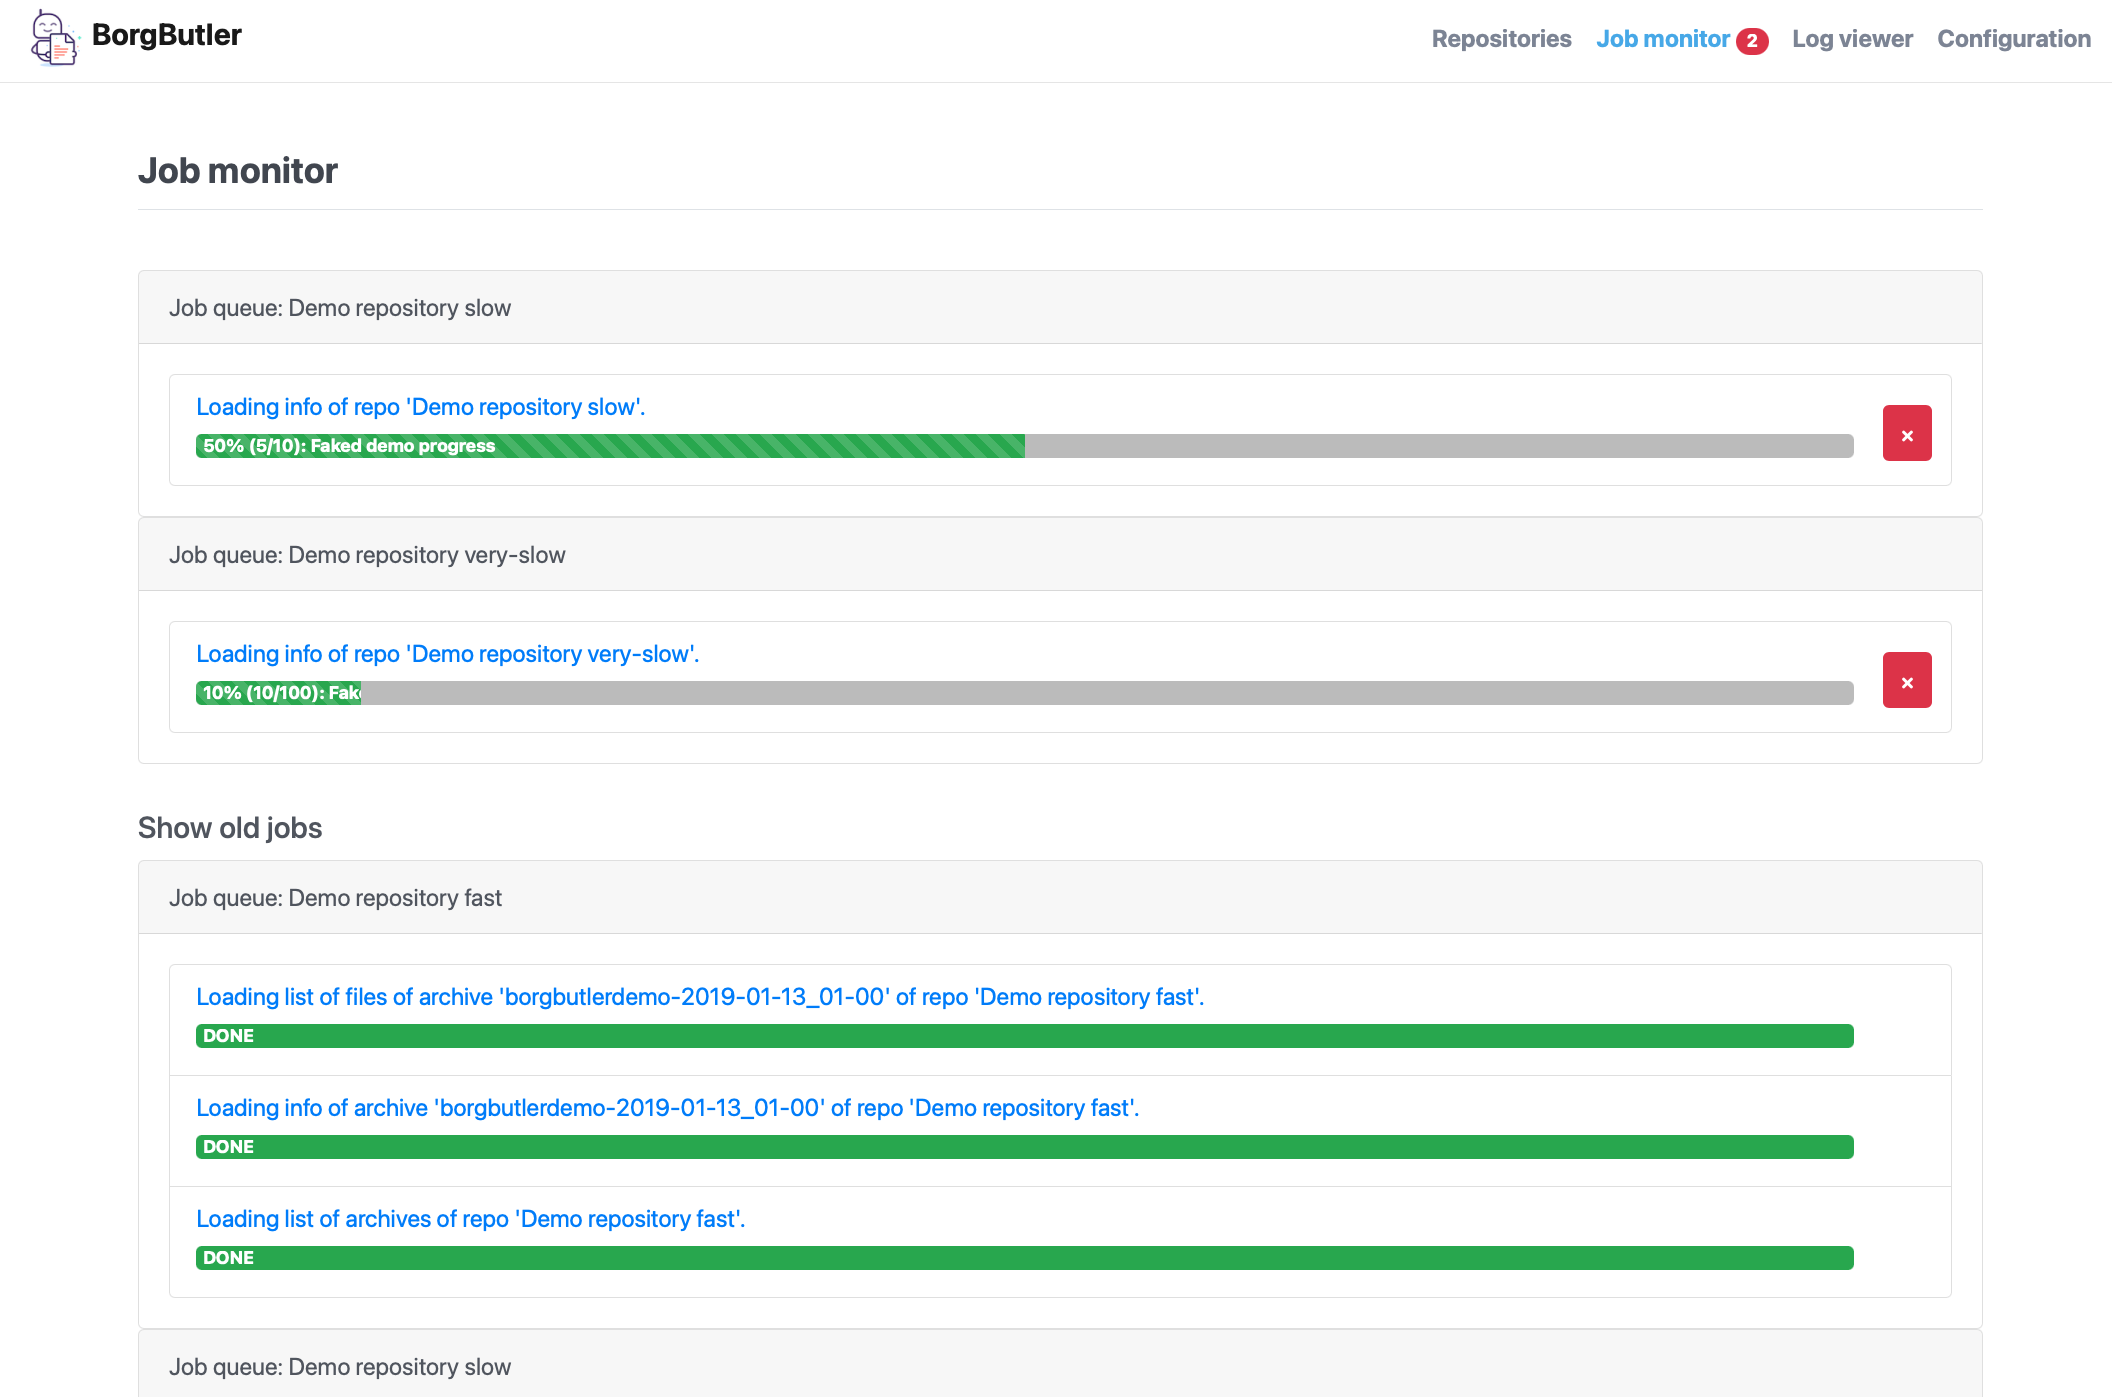 BorgButler
Repositories Job monitor 2 Log viewer Configuration
Job monitor
Job queue: Demo repository slow
Loading info of repo 'Demo repository slow'.
50% (5/10): Faked demo progress
×
Job queue: Demo repository very-slow
Loading info of repo 'Demo repository very-slow'.
10% (10/100): Fak
×
Show old jobs
Job queue: Demo repository fast
Loading list of files of archive 'borgbutlerdemo-2019-01-13_01-00' of repo 'Demo repository fast'.
DONE
Loading info of archive 'borgbutlerdemo-2019-01-13_01-00' of repo 'Demo repository fast'.
DONE
Loading list of archives of repo 'Demo repository fast'.
DONE
Job queue: Demo repository slow